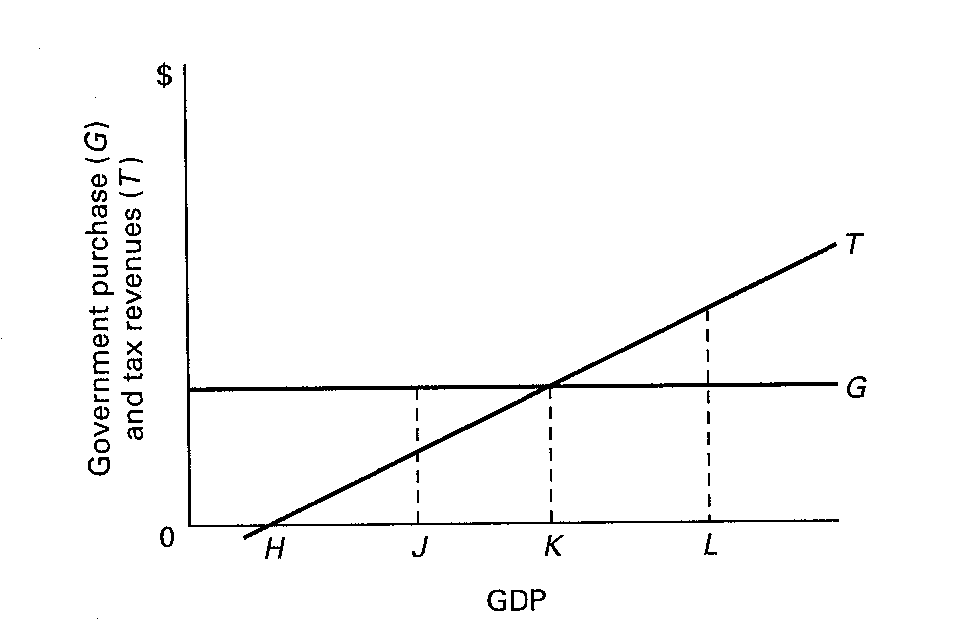 $
Government purchase (G)
and tax revenues (T)
T
G
0
H J K L
GDP